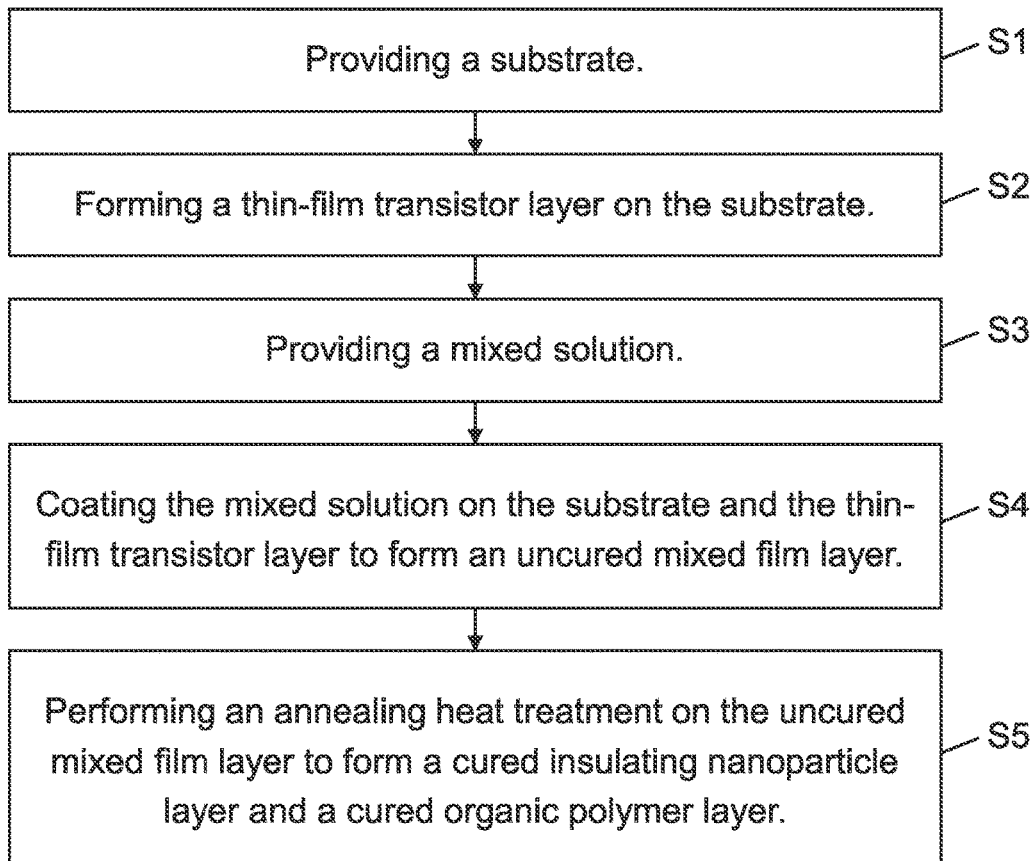 Providing a substrate.
S1
Forming a thin-film transistor layer on the substrate.
S2
Providing a mixed solution.
S3
Coating the mixed solution on the substrate and the thin-
film transistor layer to form an uncured mixed film layer.
S4
Performing an annealing heat treatment on the uncured
mixed film layer to form a cured insulating nanoparticle
layer and a cured organic polymer layer.
S5